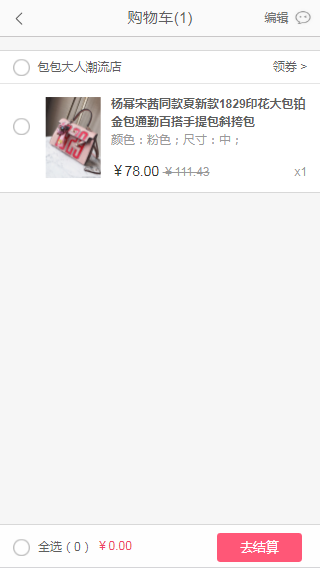 购物车(1)
编辑
包包大人潮流店
领券 >
杨幂宋茜同款夏新款1829印花大包铂
金包通勤百搭手提包斜挎包
颜色：粉色；尺寸：中；
￥78.00 ￥111.43
x1
全选（0）
￥0.00
去结算